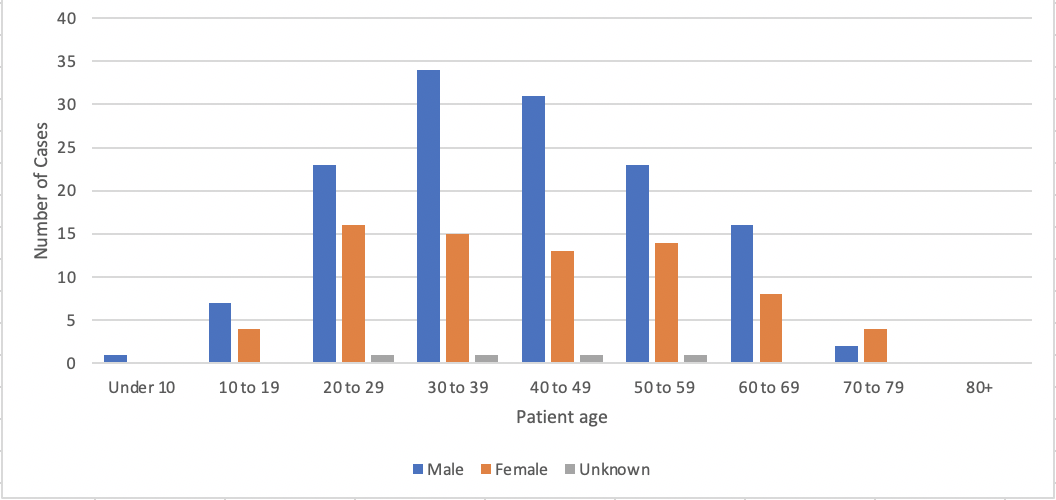 40
35
30
25
20
15
10
5
0
Number of Cases
Under 10 10 to 19 20 to 29 30 to 39 40 to 49 50 to 59 60 to 69 70 to 79 80+
Patient age
Male Female Unknown